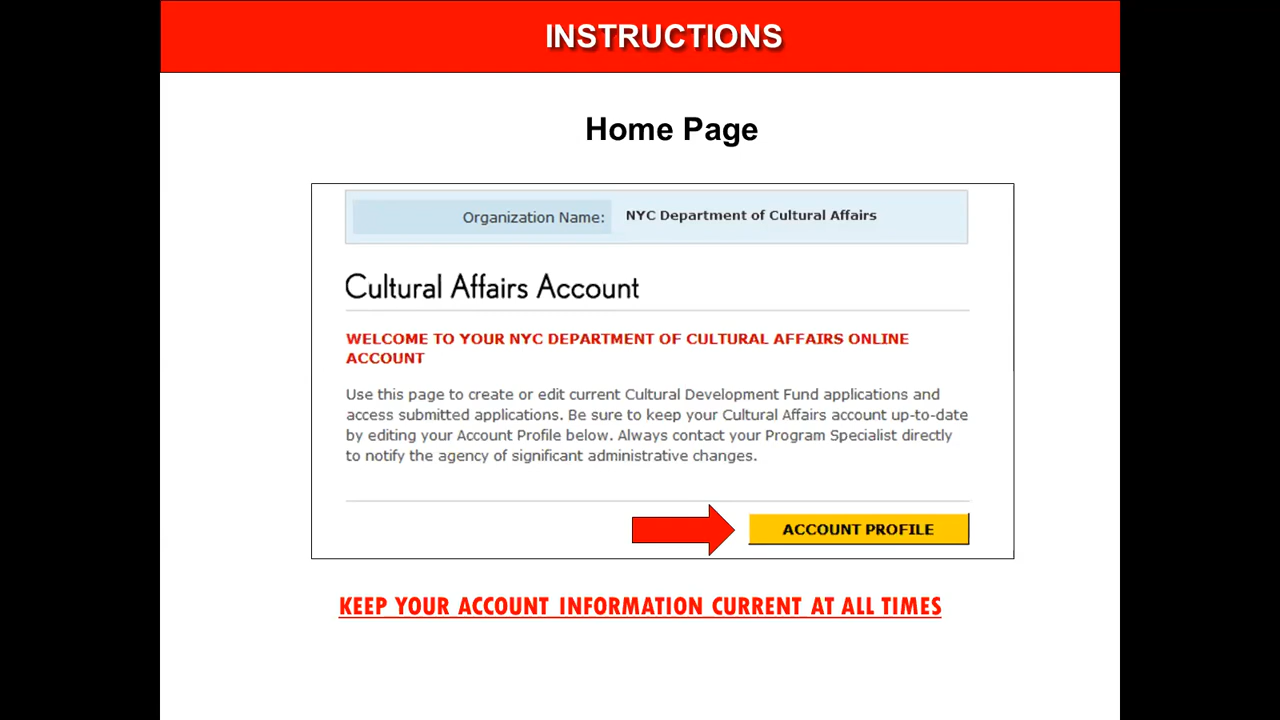 INSTRUCTIONS
Home Page
Organization Name: NYC Department of Cultural Affairs
Cultural Affairs Account
WELCOME TO YOUR NYC DEPARTMENT OF CULTURAL AFFAIRS ONLINE
ACCOUNT
Use this page to create or edit current Cultural Development Fund applications and
access submitted applications. Be sure to keep your Cultural Affairs account up-to-date
by editing your Account Profile below. Always contact your Program Specialist directly
to notify the agency of significant administrative changes.
ACCOUNT PROFILE
KEEP YOUR ACCOUNT INFORMATION CURRENT AT ALL TIMES